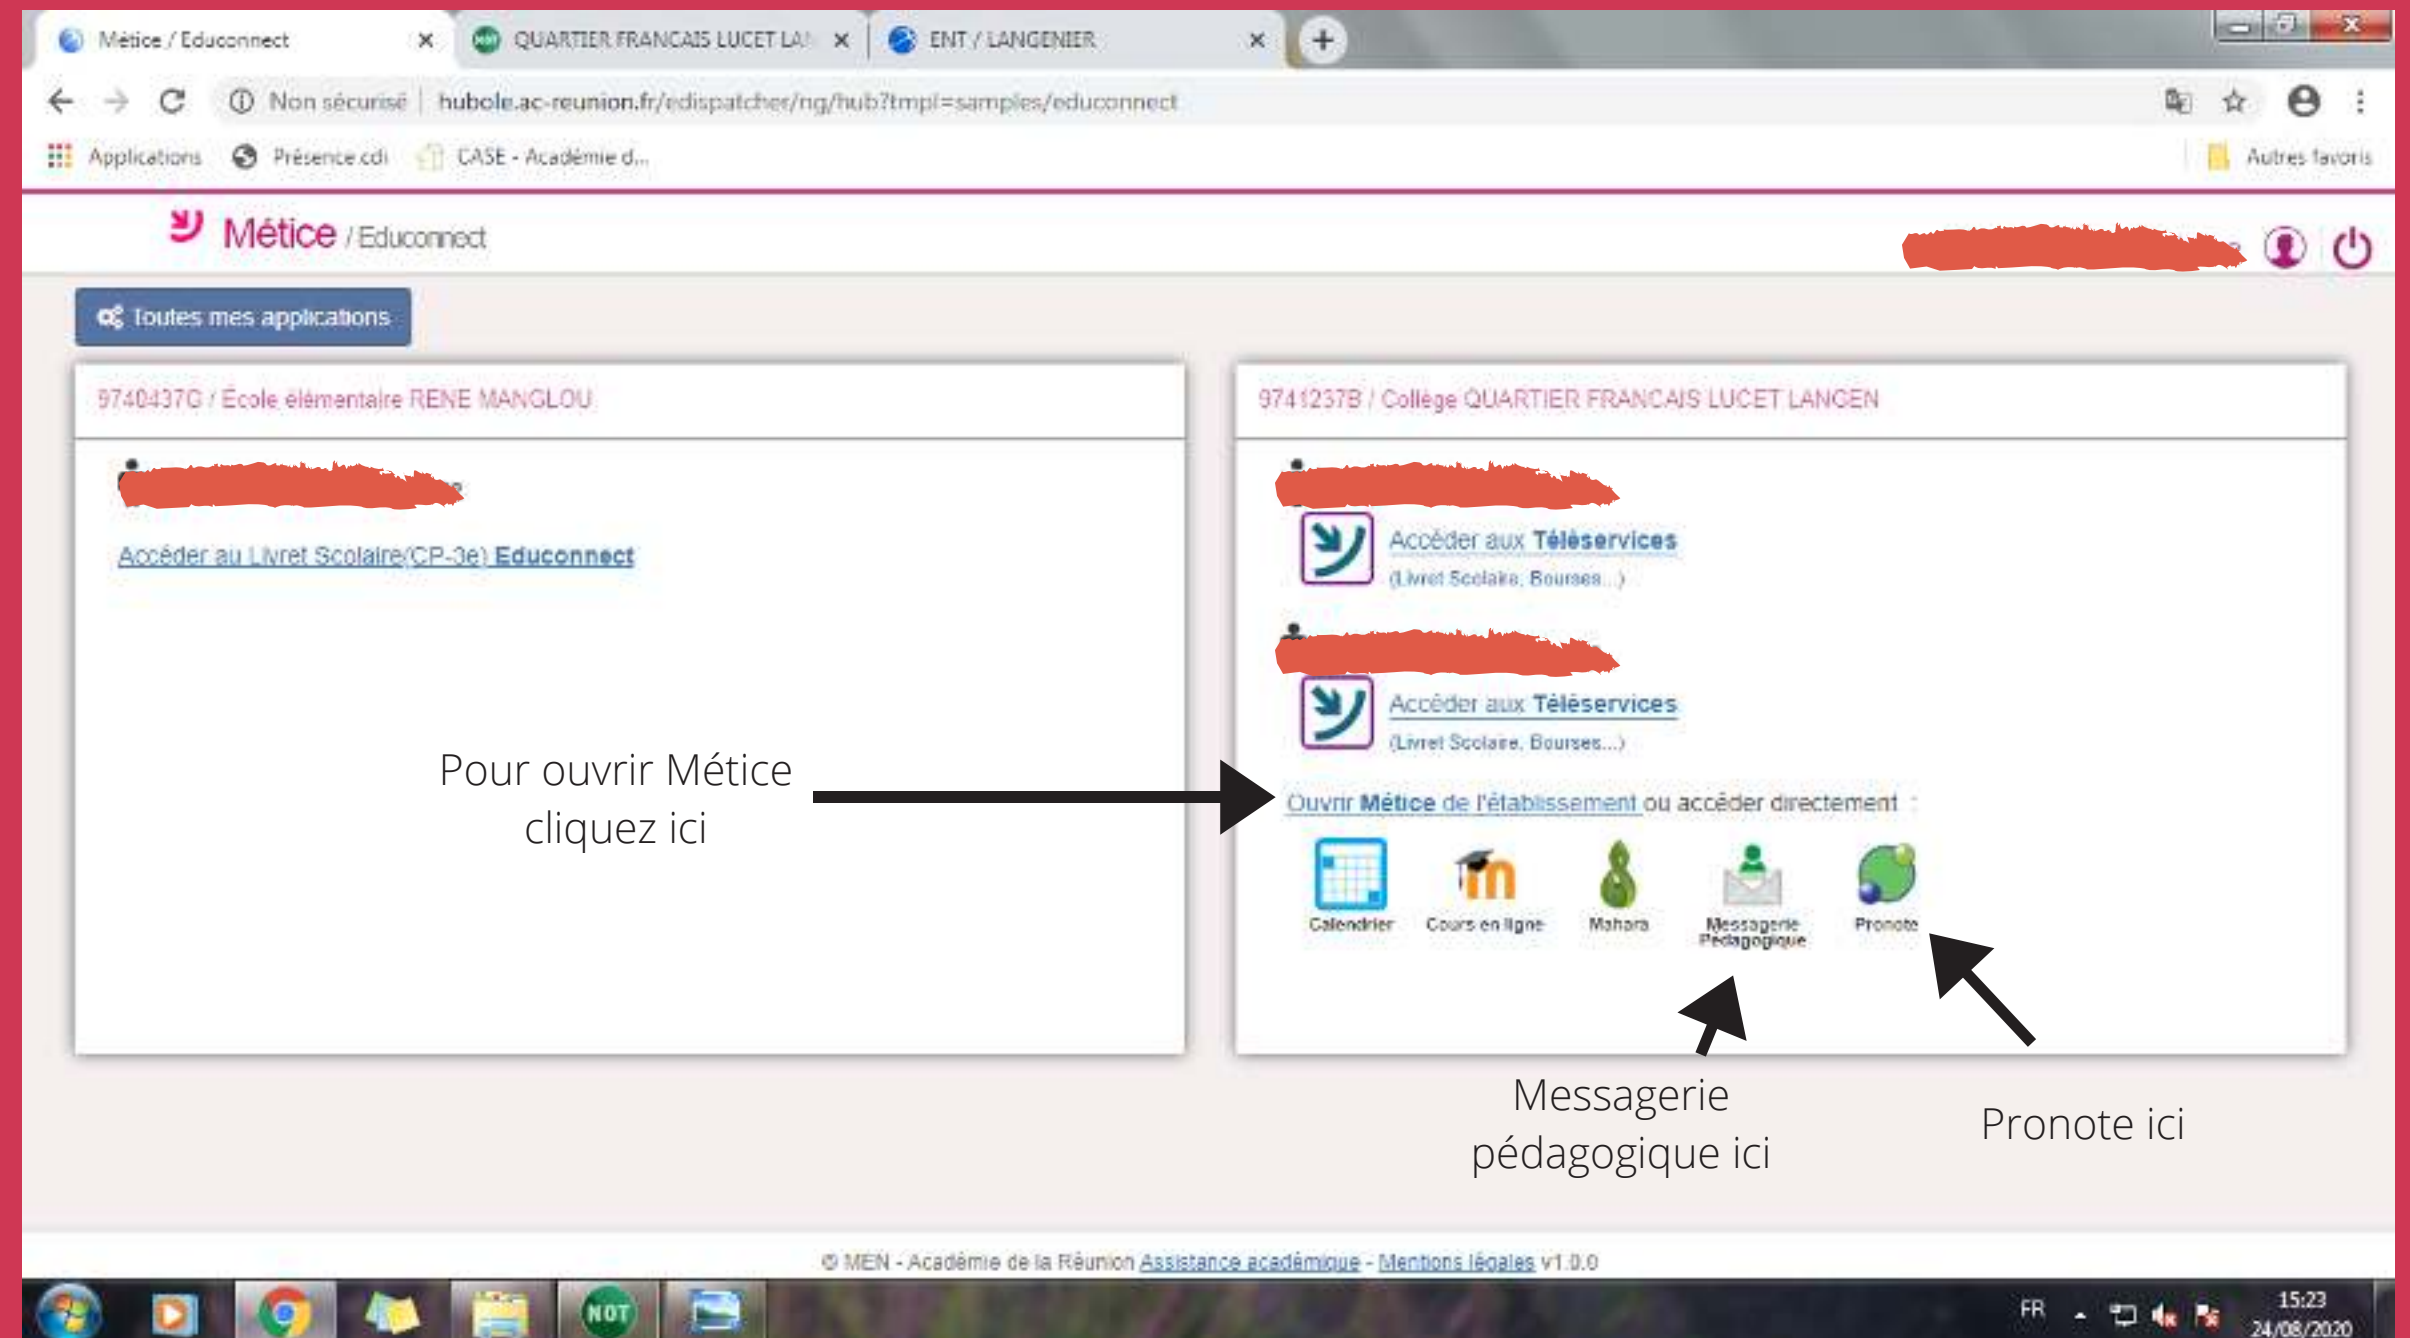 Métice / Educonnect
QUARTIER FRANCAIS LUCET LAN
ENT / LANGENIER
Non sécurisé | hubole.ac-reunion.fr/edispatcher/ng/hub?tmpl=samples/educonnect
Applications
Présence cdi
CASE - Académie d...
Autres favoris
Métice / Educonnect
Toutes mes applications
9740437G / École élémentaire RENE MANGLOU
Accéder au Livret Scolaire(CP-3e) Educonnect
9741237B / Collège QUARTIER FRANCAIS LUCET LANGEN
Accéder aux Téléservices
(Livret Scolaire, Bourses...)
Accéder aux Téléservices
(Livret Scolaire, Bourses...)
Pour ouvrir Métice
cliquez ici
Ouvrir Métice de l'établissement ou accéder directement :
Calendrier
Cours en ligne
Mahara
Messagerie
Pédagogique
Pronote
Messagerie
pédagogique ici
Pronote ici
© MEN - Académie de la Réunion Assistance académique - Mentions légales v1.0.0
NOT
FR
15:23
24/08/2020